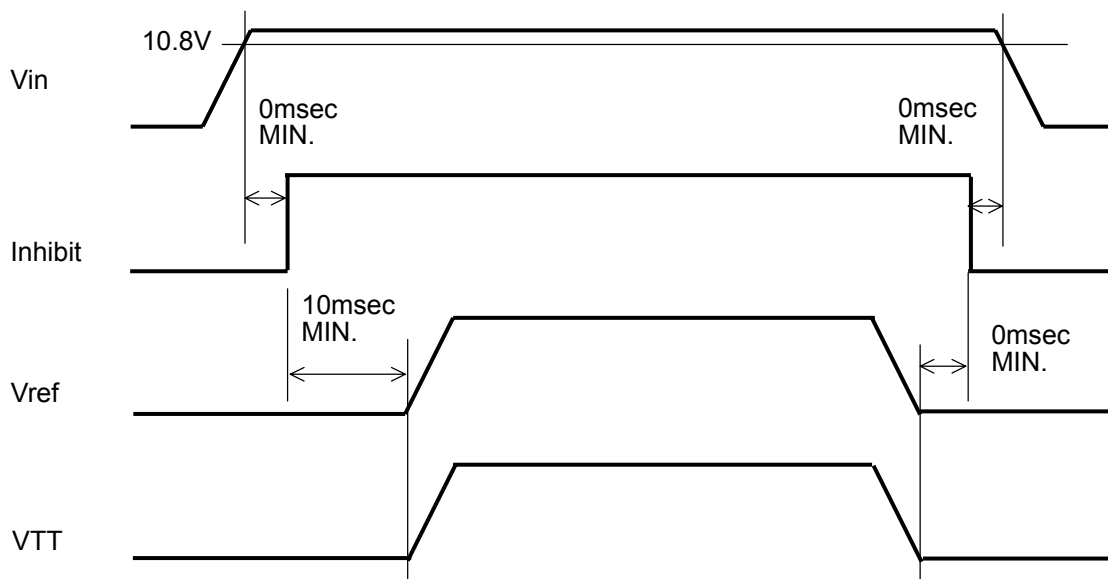 10.8V
Vin
0msec
MIN.
0msec
MIN.
Inhibit
10msec
MIN.
0msec
MIN.
Vref
VTT